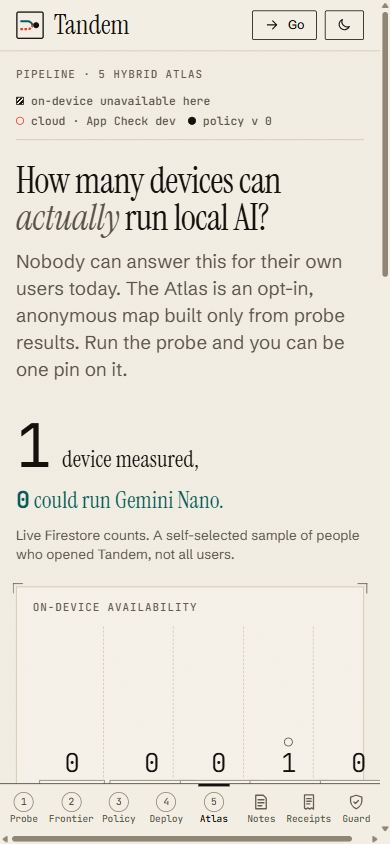 Tandem
Go
PIPELINE · 5 HYBRID ATLAS
on-device unavailable here
cloud · App Check dev policy v 0
How many devices can
actually run local AI?
Nobody can answer this for their own
users today. The Atlas is an opt-in,
anonymous map built only from probe
results. Run the probe and you can be
one pin on it.
1 device measured,
0 could run Gemini Nano.
Live Firestore counts. A self-selected sample of people
who opened Tandem, not all users.
ON-DEVICE AVAILABILITY
0 0 0 1 0
1 2 3 4 5
Probe Frontier Policy Deploy Atlas Notes Receipts Guard